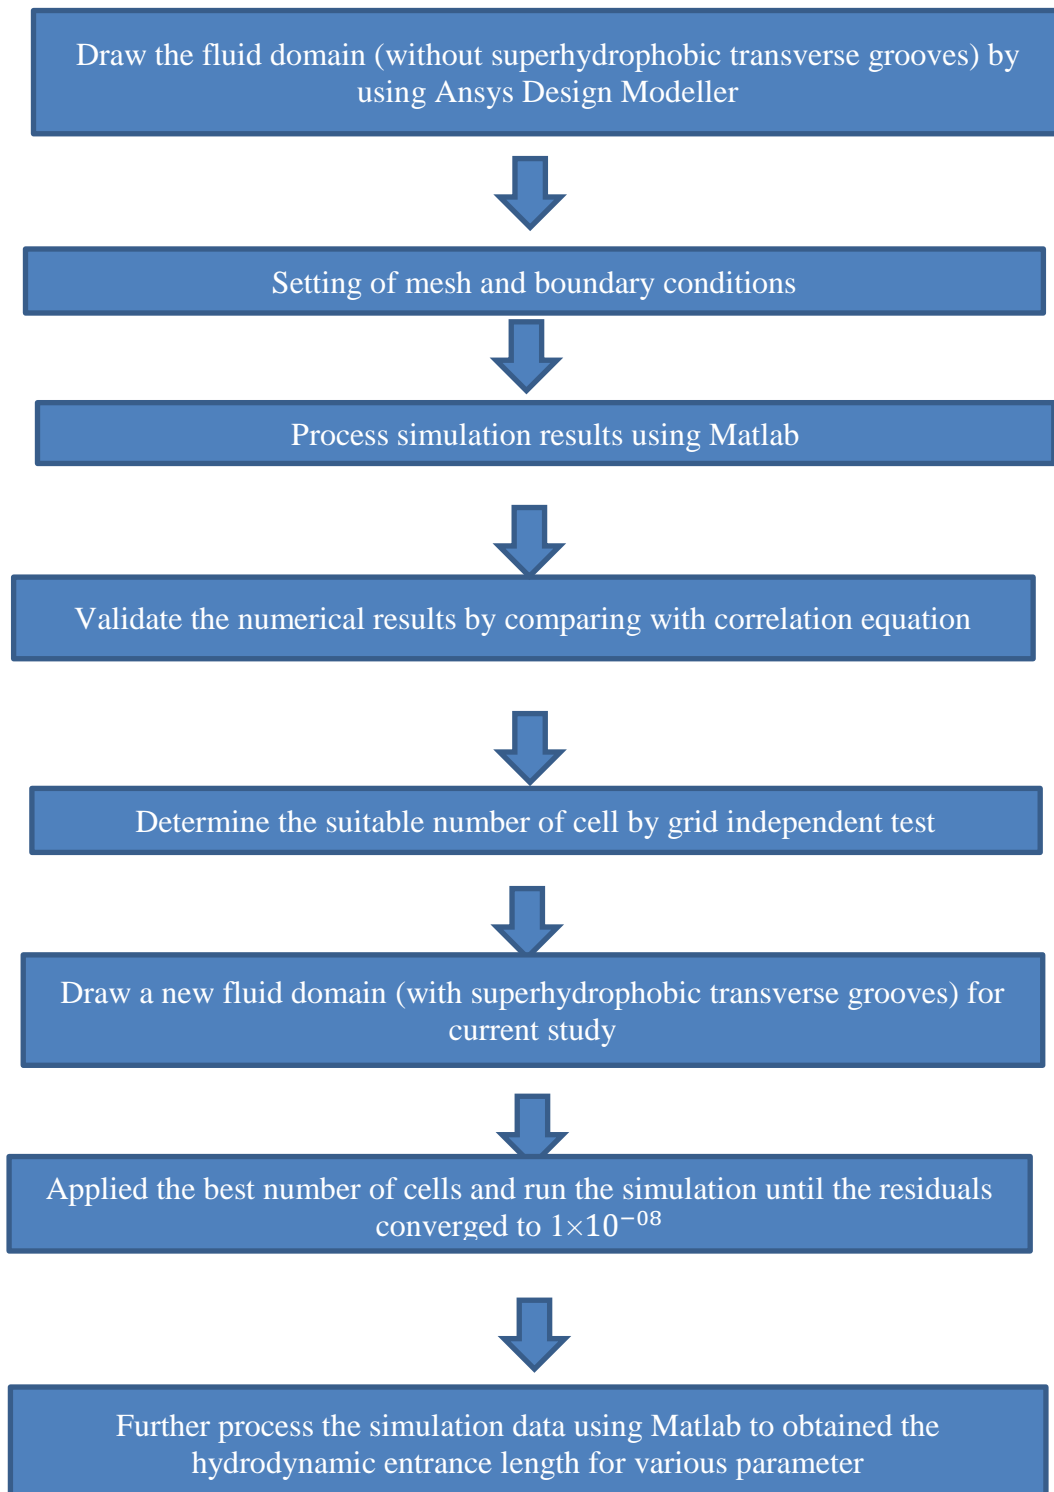 Draw the fluid domain (without superhydrophobic transverse grooves) by
using Ansys Design Modeller
Setting of mesh and boundary conditions
Process simulation results using Matlab
Validate the numerical results by comparing with correlation equation
Determine the suitable number of cell by grid independent test
Draw a new fluid domain (with superhydrophobic transverse grooves) for
current study
Applied the best number of cells and run the simulation until the residuals
converged to 1×10⁻⁰⁸
Further process the simulation data using Matlab to obtained the
hydrodynamic entrance length for various parameter